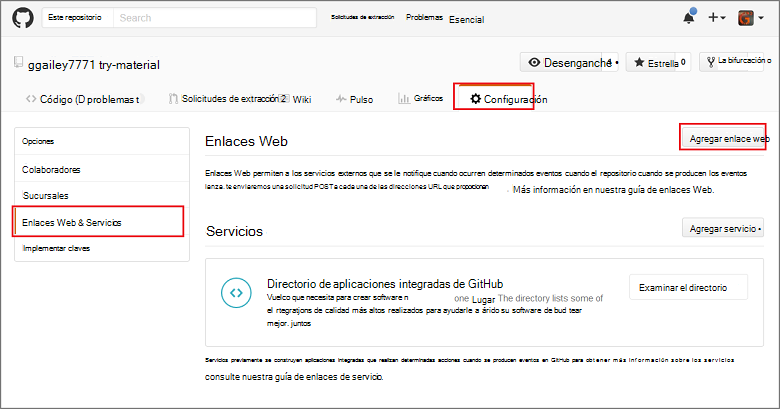 Este repositorio Search Solicitudes de extracción Problemas Esencial
ggailey7771 try-material Desenganché Estrella 0 La bifurcación o
Código (D problemas t) Solicitudes de extracción 2 Wiki Pulso Gráficos Configuración
Opciones
Colaboradores
Sucursales
Enlaces Web & Servicios
Implementar claves
Enlaces Web
Agregar enlace web
Enlaces Web permiten a los servicios externos que se le notifique cuando ocurren determinados eventos cuando el repositorio cuando se producen los eventos
lanza. te enviaremos una solicitud POST a cada una de las direcciones URL que proporcionan . Más información en nuestra guía de enlaces Web.
Servicios
Agregar servicio
Directorio de aplicaciones integradas de GitHub
Vuelco que necesita para crear software n one Lugar The directory lists some of
el rtegratjons de calidad más altos realizados para ayudarle a árido su software de bud tear
mejor. juntos
Examinar el directorio
Servicios previamente se construyen aplicaciones integradas que realizan determinadas acciones cuando se producen eventos en GitHub para obtener más información sobre los servicios
consulte nuestra guía de enlaces de servicio.